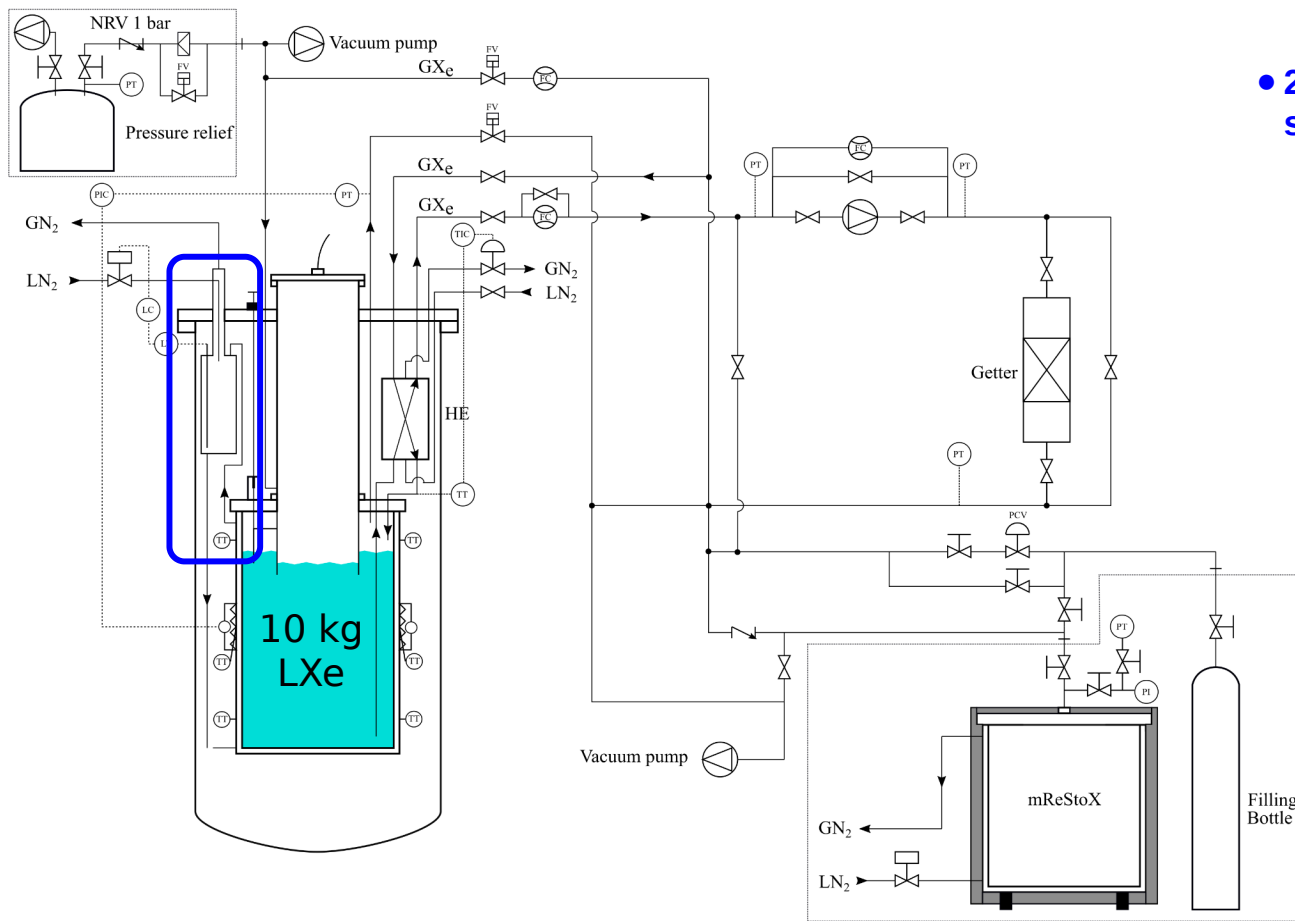 NRV 1 bar
Vacuum pump
FV
PT
Pressure relief
GXₑ
FV
FC
• 2
s
FV
PIC
PT
GXₑ
GXₑ
FC
PT
FC
PT
GN₂
LN₂
TIC
GN₂
LN₂
LC
HE
Getter
TT
PT
TT
TT
10 kg
LXe
TT
TT
TT
TT
PCV
PT
PI
Vacuum pump
mReStoX
GN₂
LN₂
Filling
Bottle